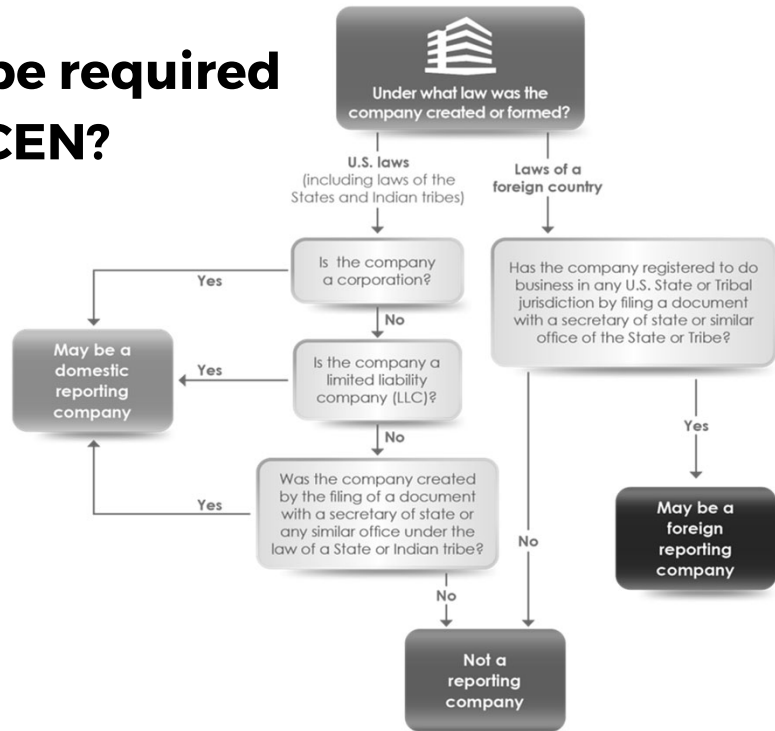 be required
CEN?
Under what law was the
company created or formed?
U.S. laws
(including laws of the
States and Indian tribes)
Laws of a
foreign country
Is the company
a corporation?
Yes
No
Has the company registered to do
business in any U.S. State or Tribal
jurisdiction by filing a document
with a secretary of state or similar
office of the State or Tribe?
May be a
domestic
reporting
company
Yes
Is the company a
limited liability
company (LLC)?
No
Yes
Was the company created
by the filing of a document
with a secretary of state or
any similar office under the
law of a State or Indian tribe?
Yes
No
No
May be a
foreign
reporting
company
Not a
reporting
company